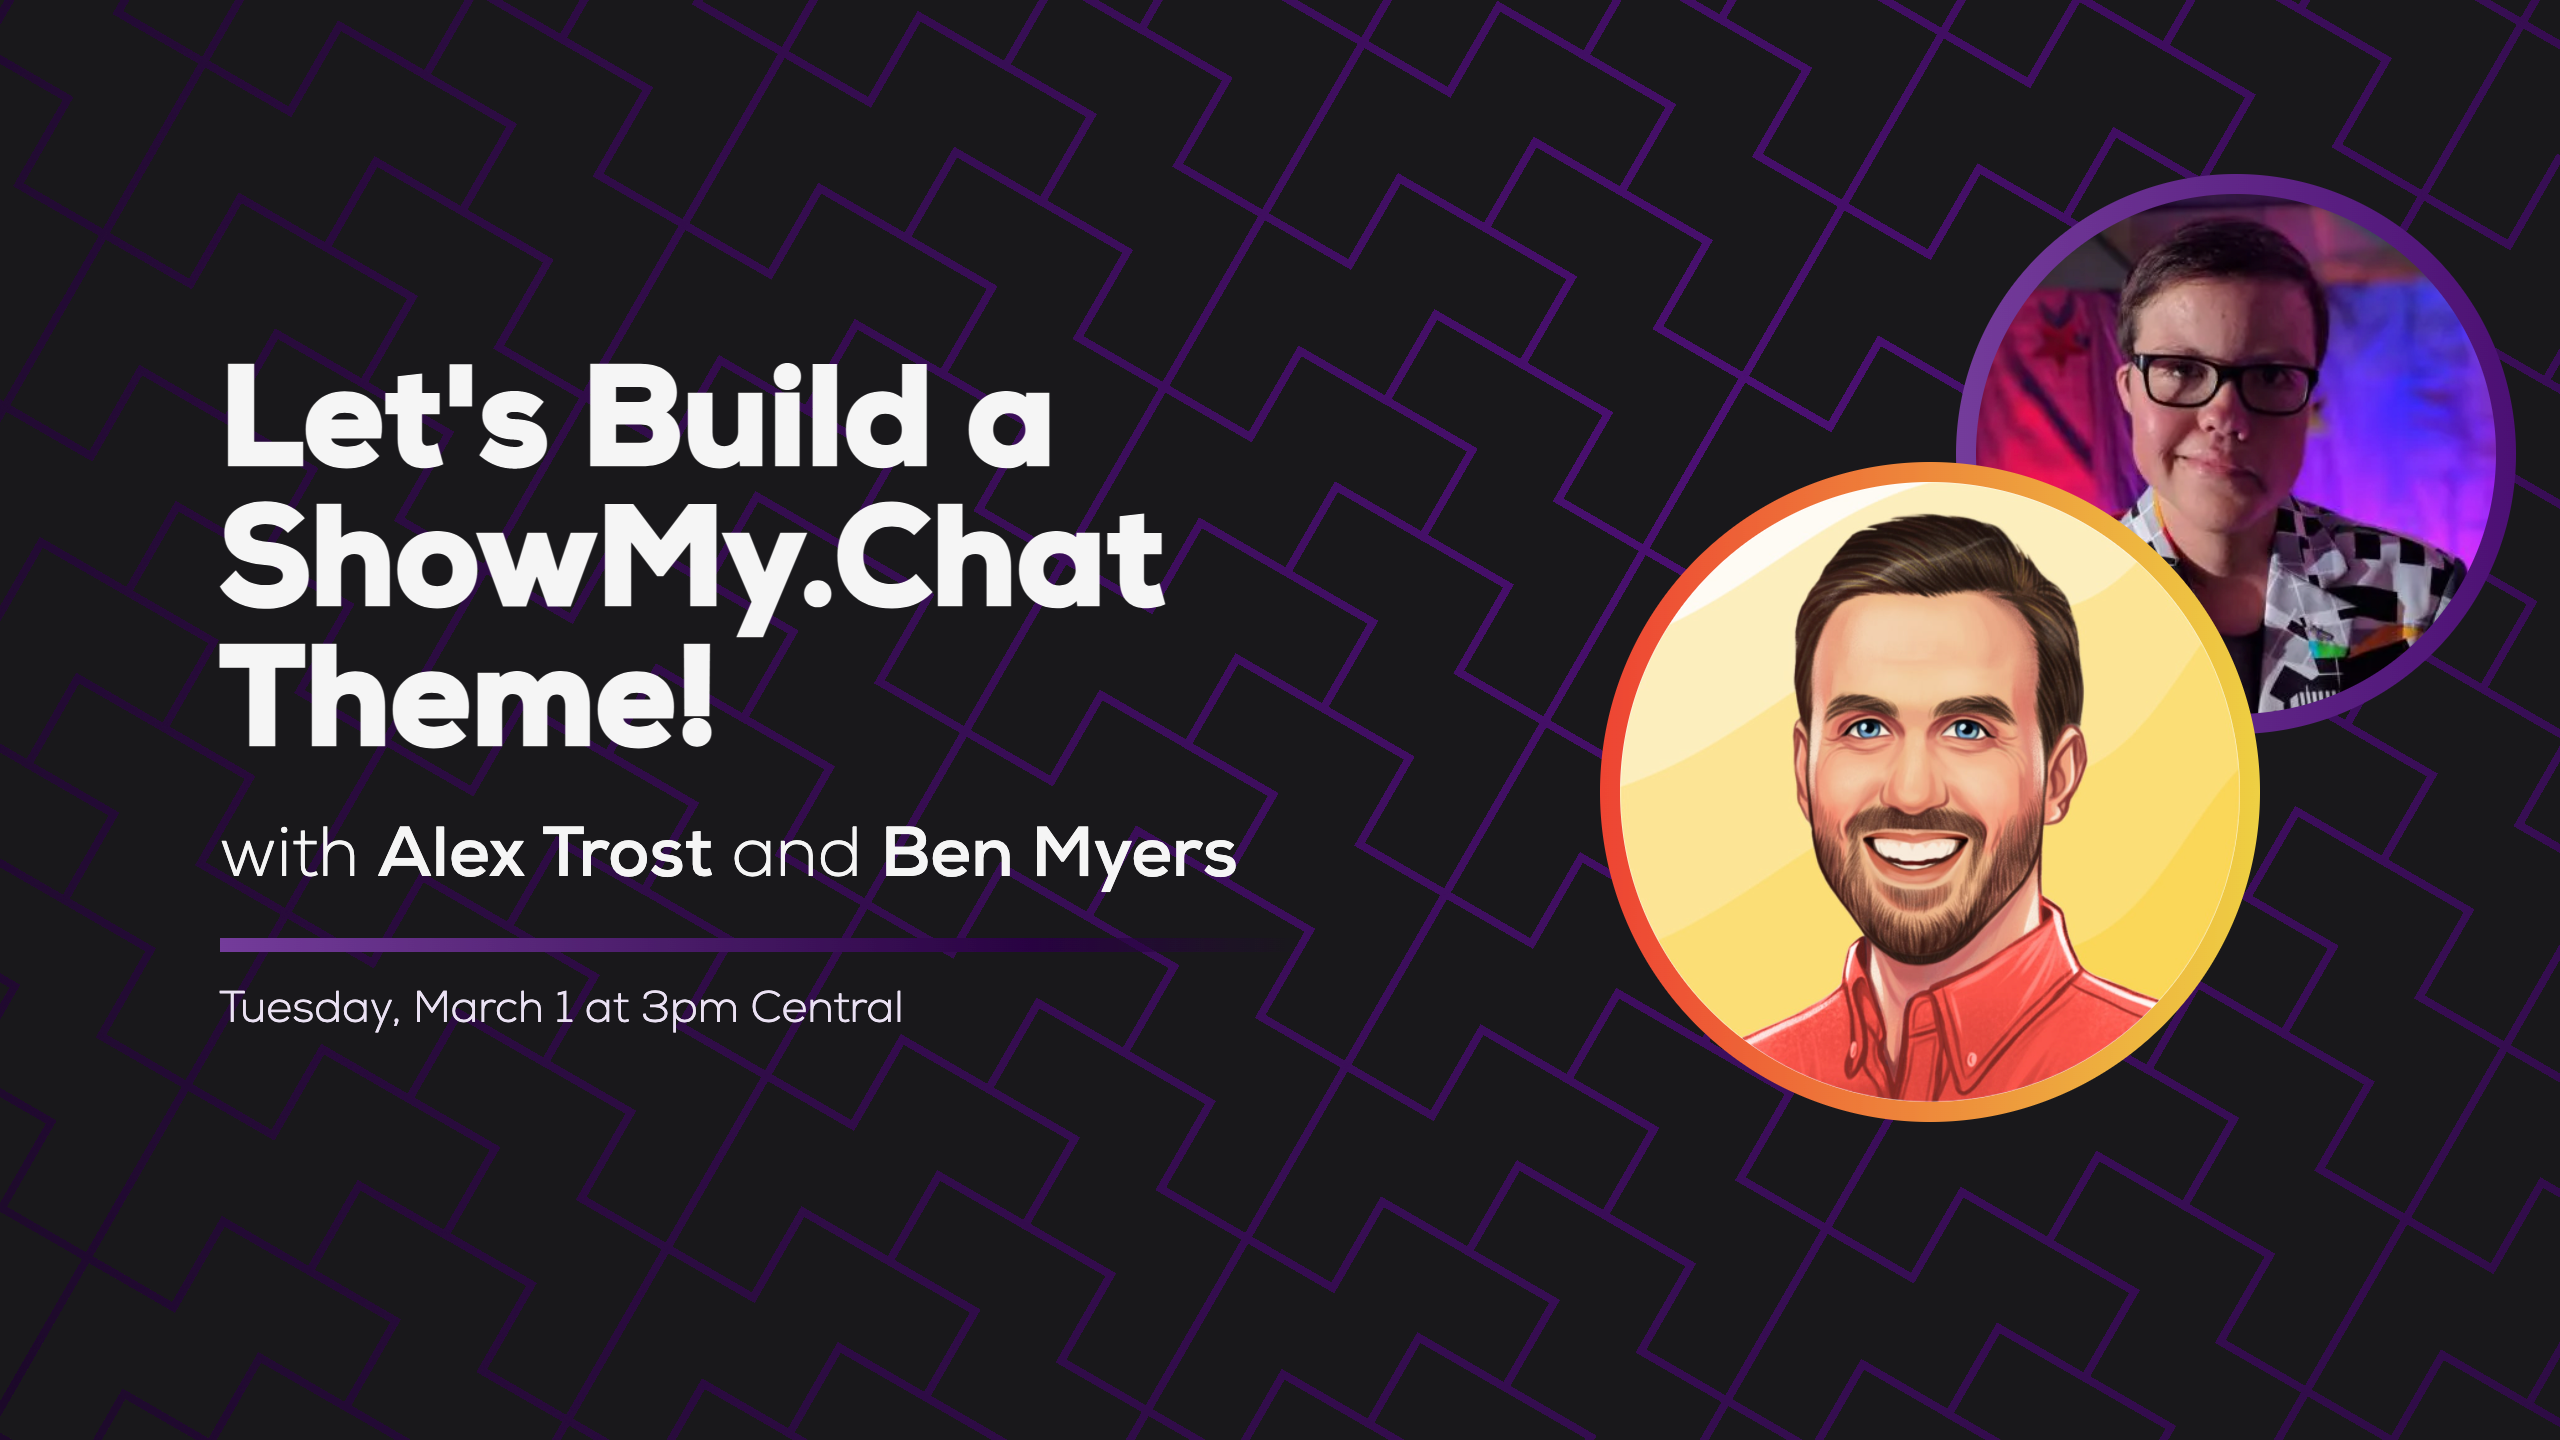 Let's Build a
ShowMy.Chat
Theme!
with Alex Trost and Ben Myers
Tuesday, March 1 at 3pm Central